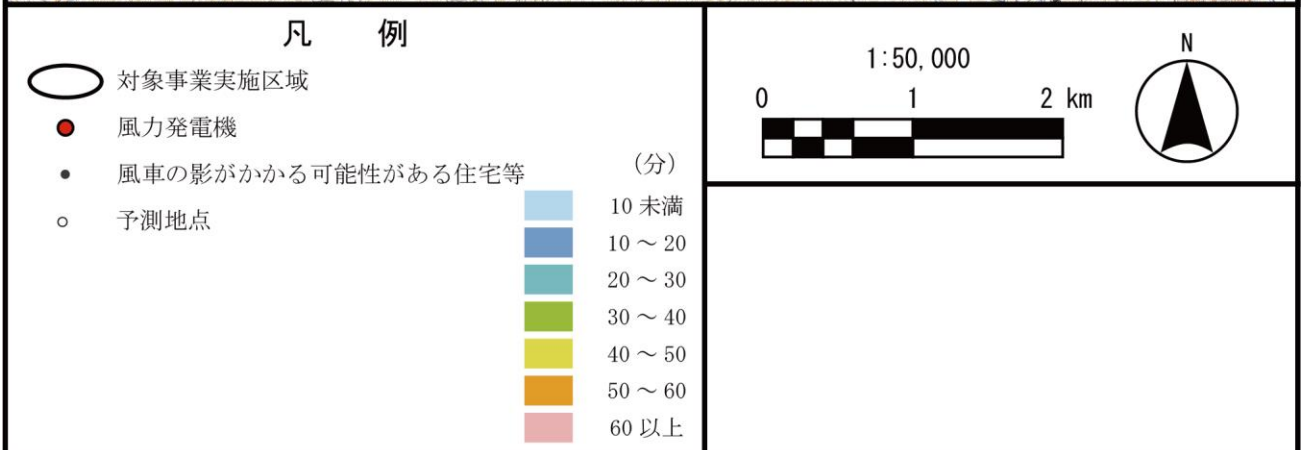 凡 例
対象事業実施区域
風力発電機
風車の影がかかる可能性がある住宅等
予測地点
(分)
10 未満
10 ～ 20
20 ～ 30
30 ～ 40
40 ～ 50
50 ～ 60
60 以上
1:50,000
0 1 2 km
N